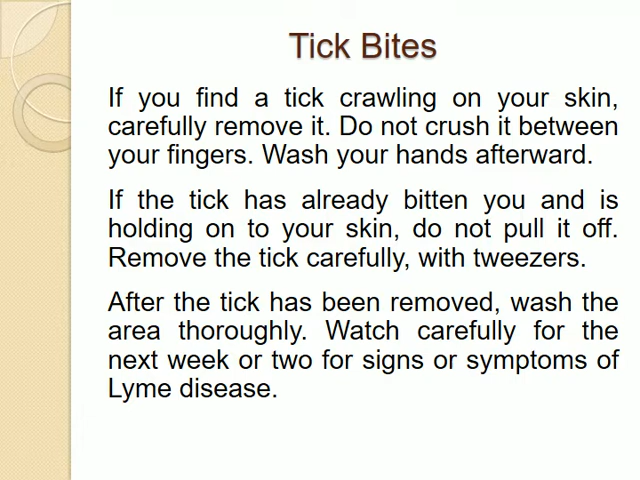 Tick Bites
If you find a tick crawling on your skin,
carefully remove it. Do not crush it between
your fingers. Wash your hands afterward.
If the tick has already bitten you and is
holding on to your skin, do not pull it off.
Remove the tick carefully, with tweezers.
After the tick has been removed, wash the
area thoroughly. Watch carefully for the
next week or two for signs or symptoms of
Lyme disease.